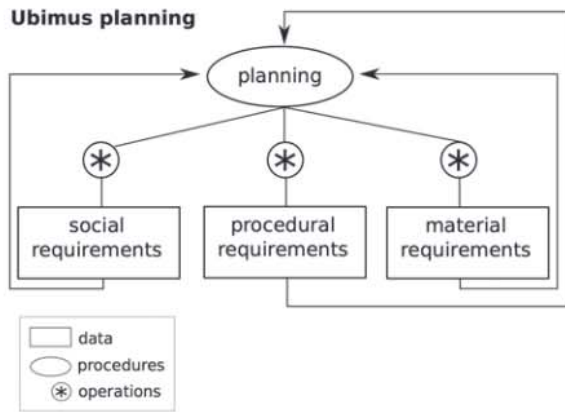 Ubimus planning
planning
social
requirements
procedural
requirements
material
requirements
data
procedures
operations